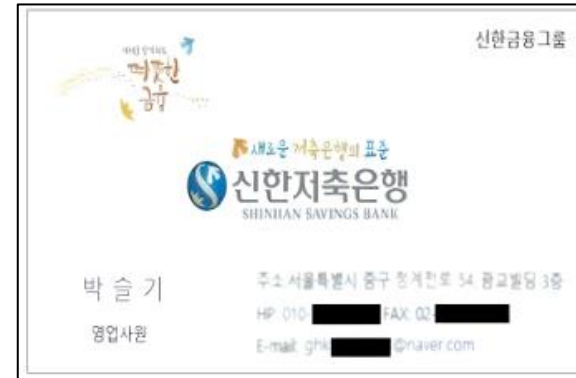 신한금융그룹
따뜻한
금융
새로운 저축은행의 표준
신한저축은행
SHINHAN SAVINGS BANK
박 슬 기
영업사원
주소 서울특별시 중구 청계천로 54 광교빌딩 3층
HP: 010- FAX: 02-
E-mail: ghk @naver.com